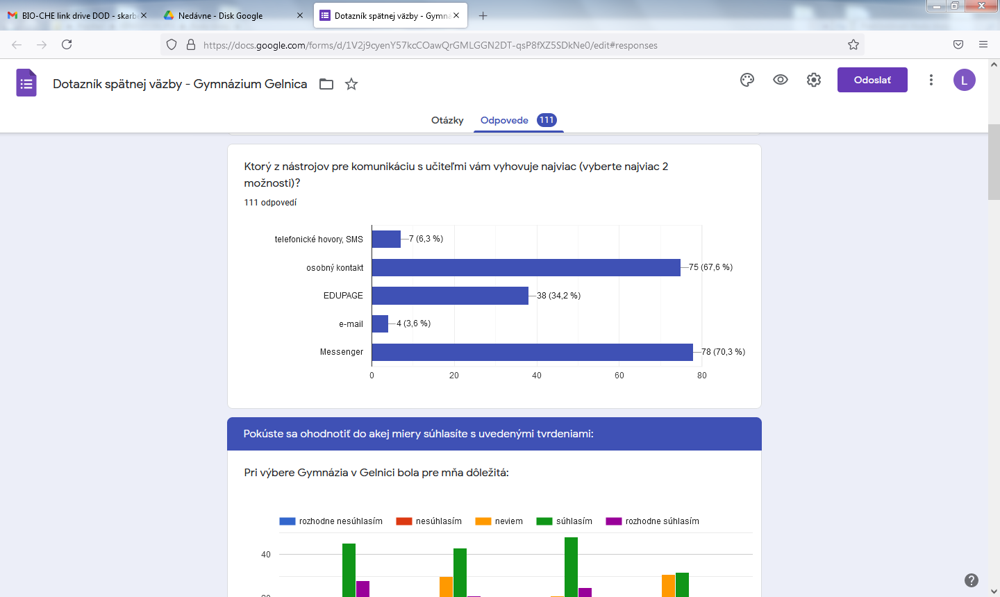 BIO-CHE link drive DOD - skarb
Nedávne - Disk Google
Dotazník spätnej väzby - Gymna
https://docs.google.com/forms/d/1V2j9cyenY57kcCOawQrGMLGGN2DT-qsP8fXZ5SDkNe0/edit#responses
Dotazník spätnej väzby - Gymnázium Gelnica
Odoslať
L
Otázky
Odpovede 111
Ktorý z nástrojov pre komunikáciu s učiteľmi vám vyhovuje najviac (vyberte najviac 2
možnosti)?
111 odpovedí
telefonické hovory, SMS 7 (6,3 %)
osobný kontakt 75 (67,6 %)
EDUPAGE 38 (34,2 %)
e-mail 4 (3,6 %)
Messenger 78 (70,3 %)
0 20 40 60 80
Pokúste sa ohodnotiť do akej miery súhlasíte s uvedenými tvrdeniami:
Pri výbere Gymnázia v Gelnici bola pre mňa dôležitá:
rozhodne nesúhlasím nesúhlasím neviem súhlasím rozhodne súhlasím
40